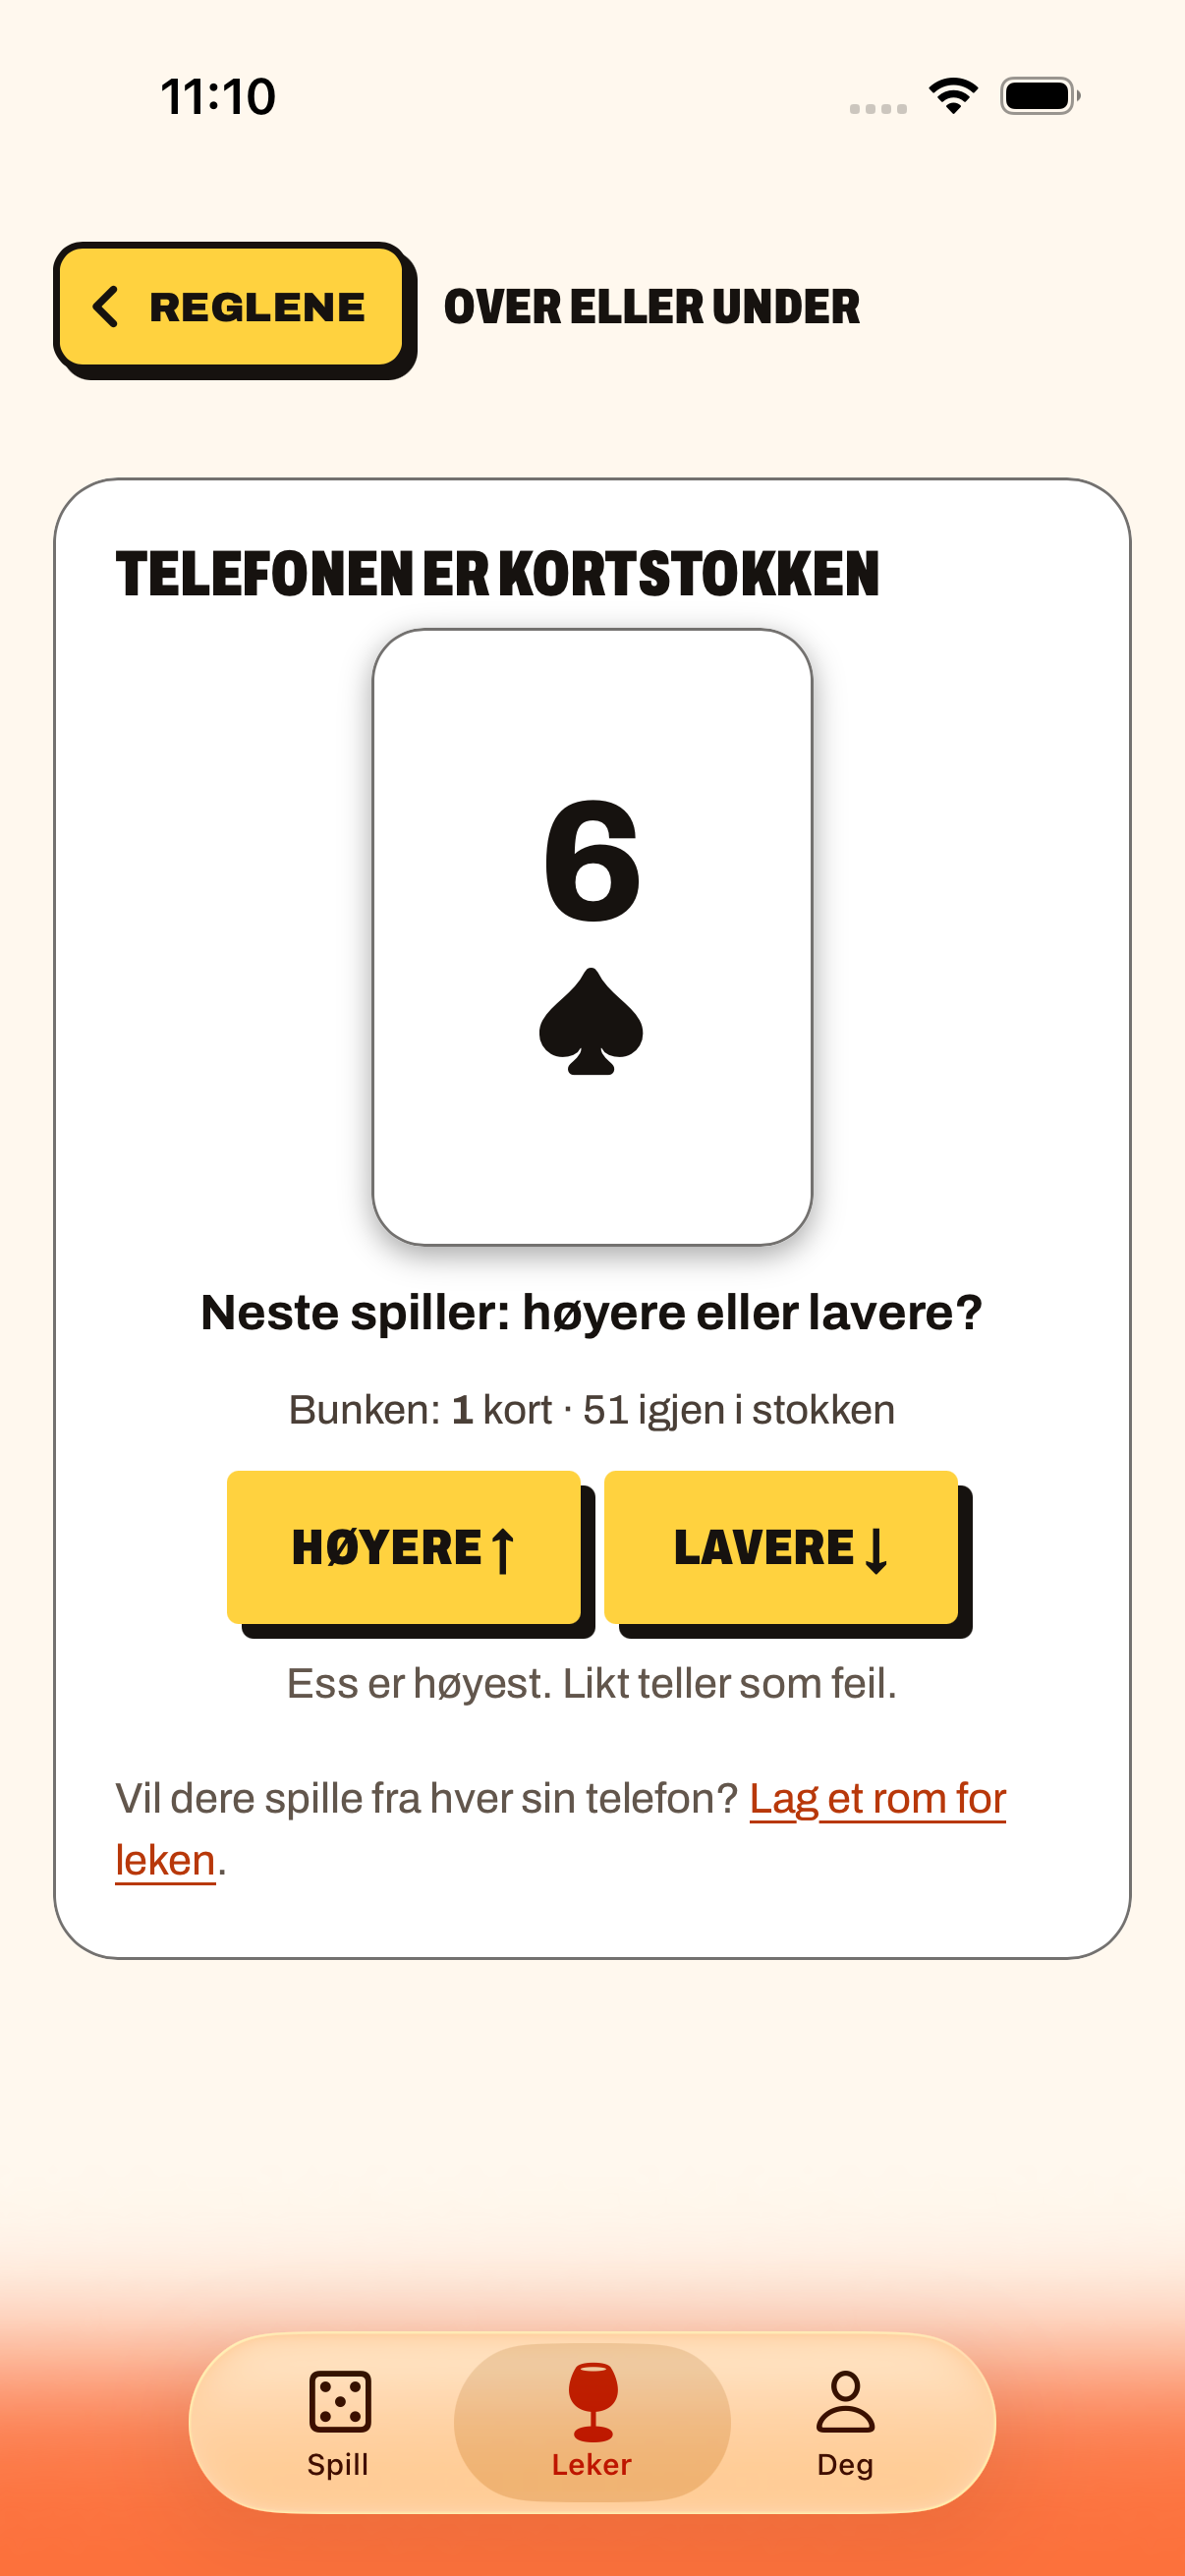 11:10
REGLENE
OVER ELLER UNDER
TELEFONEN ER KORTSTOKKEN
6
Neste spiller: høyere eller lavere?
Bunken: 1 kort · 51 igjen i stokken
HØYERE ↑
LAVERE ↓
Ess er høyest. Likt teller som feil.
Vil dere spille fra hver sin telefon? Lag et rom for
leken.
Spill
Leker
Deg